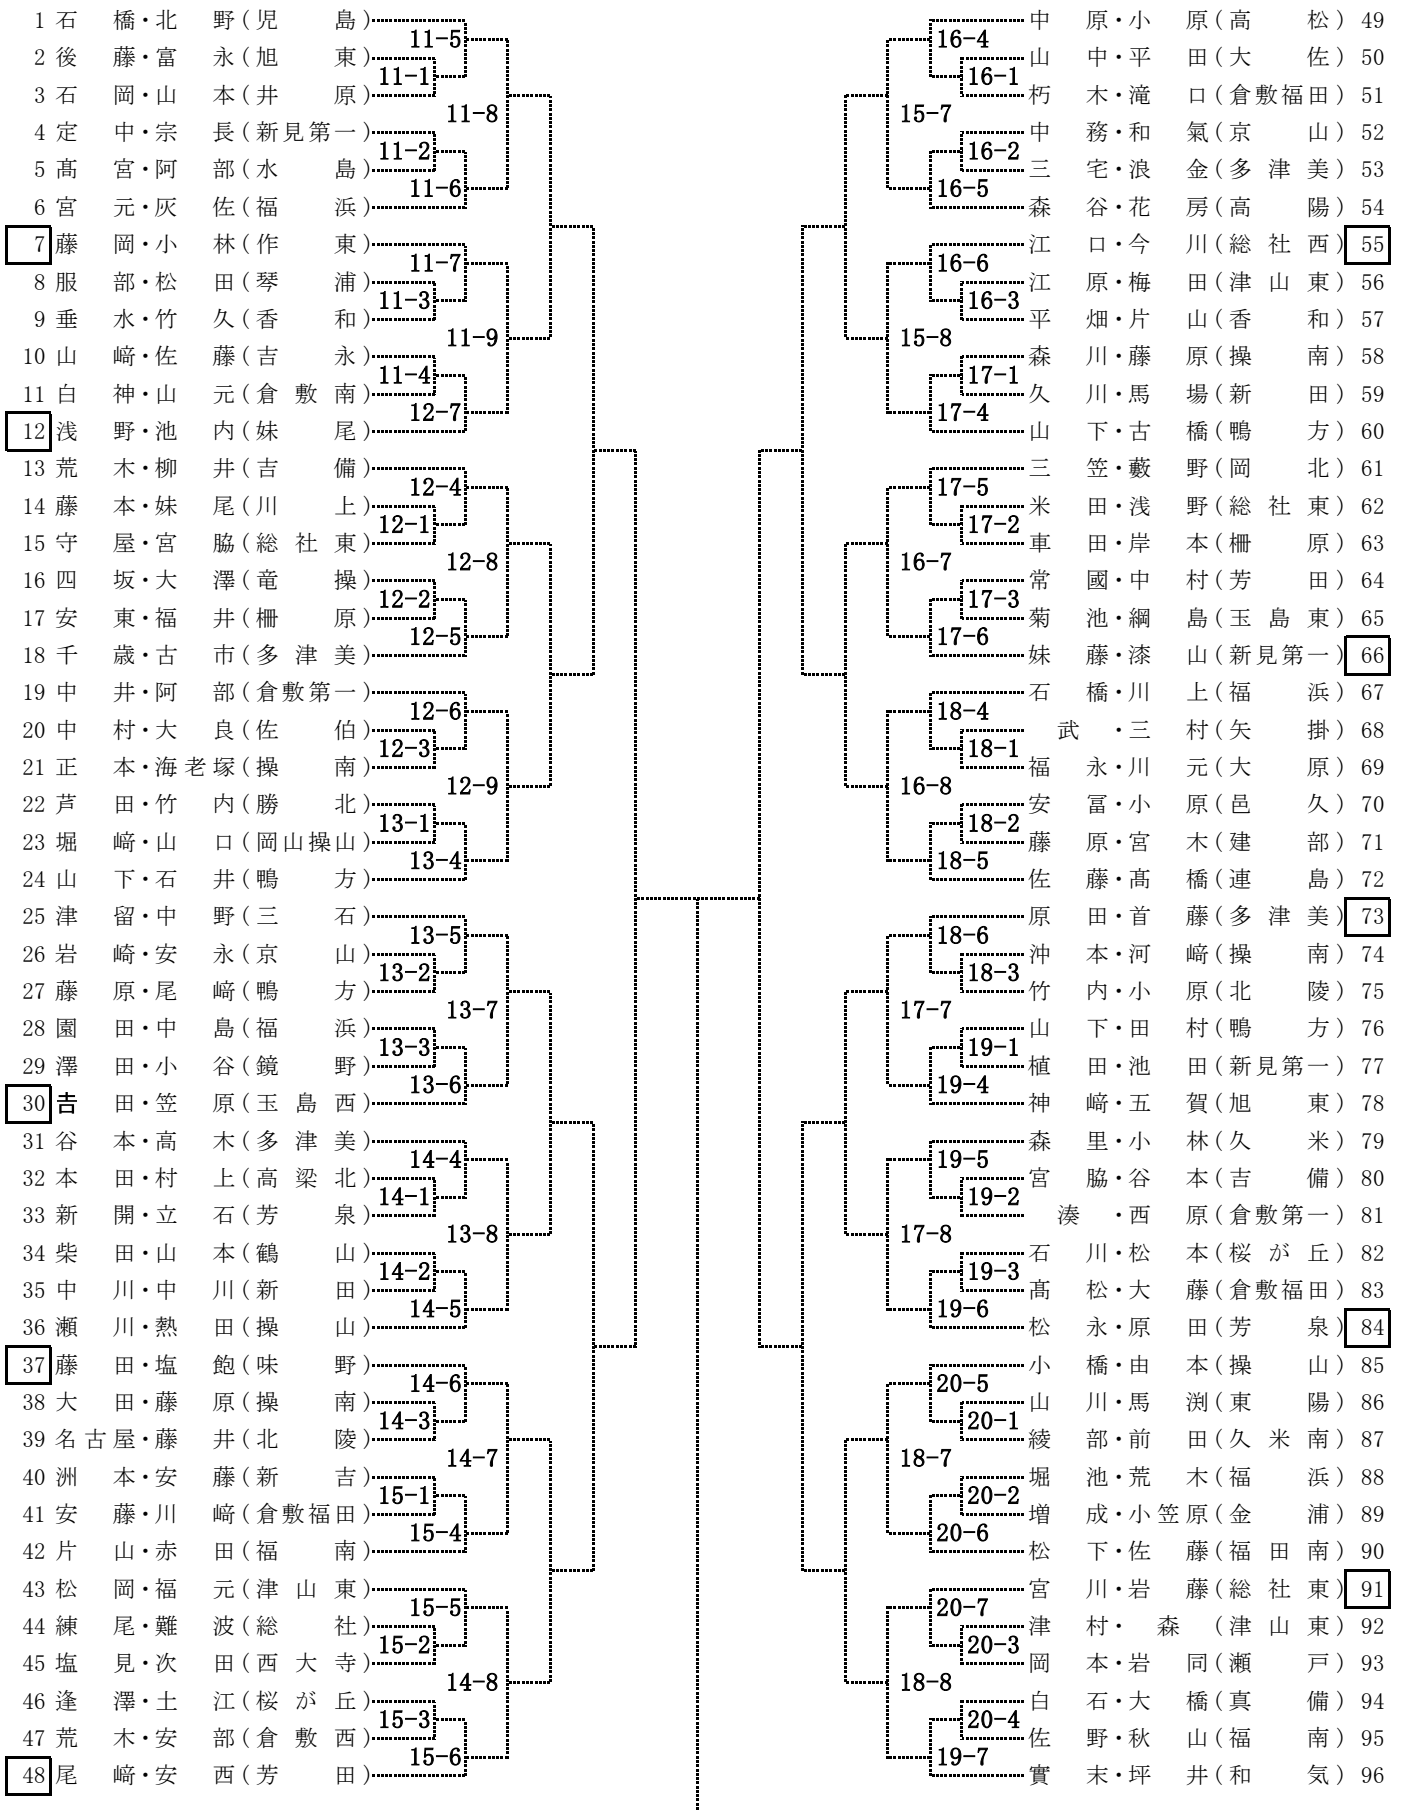 1 石橋・北野(児島)
11-5
2 後藤・富永(旭東)
11-1
3 石岡・山本(井原)
11-8
4 定中・宗長(新見第一)
11-2
5 髙宮・阿部(水島)
11-6
6 宮元・灰佐(福浜)
7 藤岡・小林(作東)
11-7
8 服部・松田(琴浦)
11-3
9 垂水・竹久(香和)
11-9
10 山﨑・佐藤(吉永)
11-4
11 白神・山元(倉敷南)
12-7
12 浅野・池内(妹尾)
13 荒木・柳井(吉備)
12-4
14 藤本・妹尾(川上)
12-1
15 守屋・宮脇(総社東)
12-8
16 四坂・大澤(竜操)
12-2
17 安東・福井(柵原)
12-5
18 千歳・古市(多津美)
19 中井・阿部(倉敷第一)
12-6
20 中村・大良(佐伯)
12-3
21 正本・海老塚(操南)
12-9
22 芦田・竹内(勝北)
13-1
23 堀﨑・山口(岡山操山)
13-4
24 山下・石井(鴨方)
25 津留・中野(三石)
13-5
26 岩崎・安永(京山)
13-2
27 藤原・尾﨑(鴨方)
13-7
28 園田・中島(福浜)
13-3
29 澤田・小谷(鏡野)
13-6
30 𠮷田・笠原(玉島西)
31 谷本・高木(多津美)
14-4
32 本田・村上(高梁北)
14-1
33 新開・立石(芳泉)
13-8
34 柴田・山本(鶴山)
14-2
35 中川・中川(新田)
14-5
36 瀬川・熱田(操山)
37 藤田・塩飽(味野)
14-6
38 大田・藤原(操南)
14-3
39 名古屋・藤井(北陵)
14-7
40 洲本・安藤(新吉)
15-1
41 安藤・川﨑(倉敷福田)
15-4
42 片山・赤田(福南)
43 松岡・福元(津山東)
15-5
44 練尾・難波(総社)
15-2
45 塩見・次田(西大寺)
14-8
46 逢澤・土江(桜が丘)
15-3
47 荒木・安部(倉敷西)
15-6
48 尾﨑・安西(芳田)
中原・小原(高松) 49
16-4
山中・平田(大佐) 50
16-1
朽木・滝口(倉敷福田) 51
15-7
中務・和氣(京山) 52
16-2
三宅・浪金(多津美) 53
16-5
森谷・花房(高陽) 54
江口・今川(総社西) 55
16-6
江原・梅田(津山東) 56
16-3
平畑・片山(香和) 57
15-8
森川・藤原(操南) 58
17-1
久川・馬場(新田) 59
17-4
山下・古橋(鴨方) 60
三笠・藪野(岡北) 61
17-5
米田・浅野(総社東) 62
17-2
車田・岸本(柵原) 63
16-7
常國・中村(芳田) 64
17-3
菊池・綱島(玉島東) 65
17-6
妹藤・漆山(新見第一) 66
石橋・川上(福浜) 67
18-4
武・三村(矢掛) 68
18-1
福永・川元(大原) 69
16-8
安冨・小原(邑久) 70
18-2
藤原・宮木(建部) 71
18-5
佐藤・髙橋(連島) 72
原田・首藤(多津美) 73
18-6
沖本・河﨑(操南) 74
18-3
竹内・小原(北陵) 75
17-7
山下・田村(鴨方) 76
19-1
植田・池田(新見第一) 77
19-4
神﨑・五賀(旭東) 78
森里・小林(久米) 79
19-5
宮脇・谷本(吉備) 80
19-2
湊・西原(倉敷第一) 81
17-8
石川・松本(桜が丘) 82
19-3
髙松・大藤(倉敷福田) 83
19-6
松永・原田(芳泉) 84
小橋・由本(操山) 85
20-5
山川・馬渕(東陽) 86
20-1
綾部・前田(久米南) 87
18-7
堀池・荒木(福浜) 88
20-2
増成・小笠原(金浦) 89
20-6
松下・佐藤(福田南) 90
宮川・岩藤(総社東) 91
20-7
津村・森(津山東) 92
20-3
岡本・岩同(瀬戸) 93
18-8
白石・大橋(真備) 94
20-4
佐野・秋山(福南) 95
19-7
實末・坪井(和気) 96